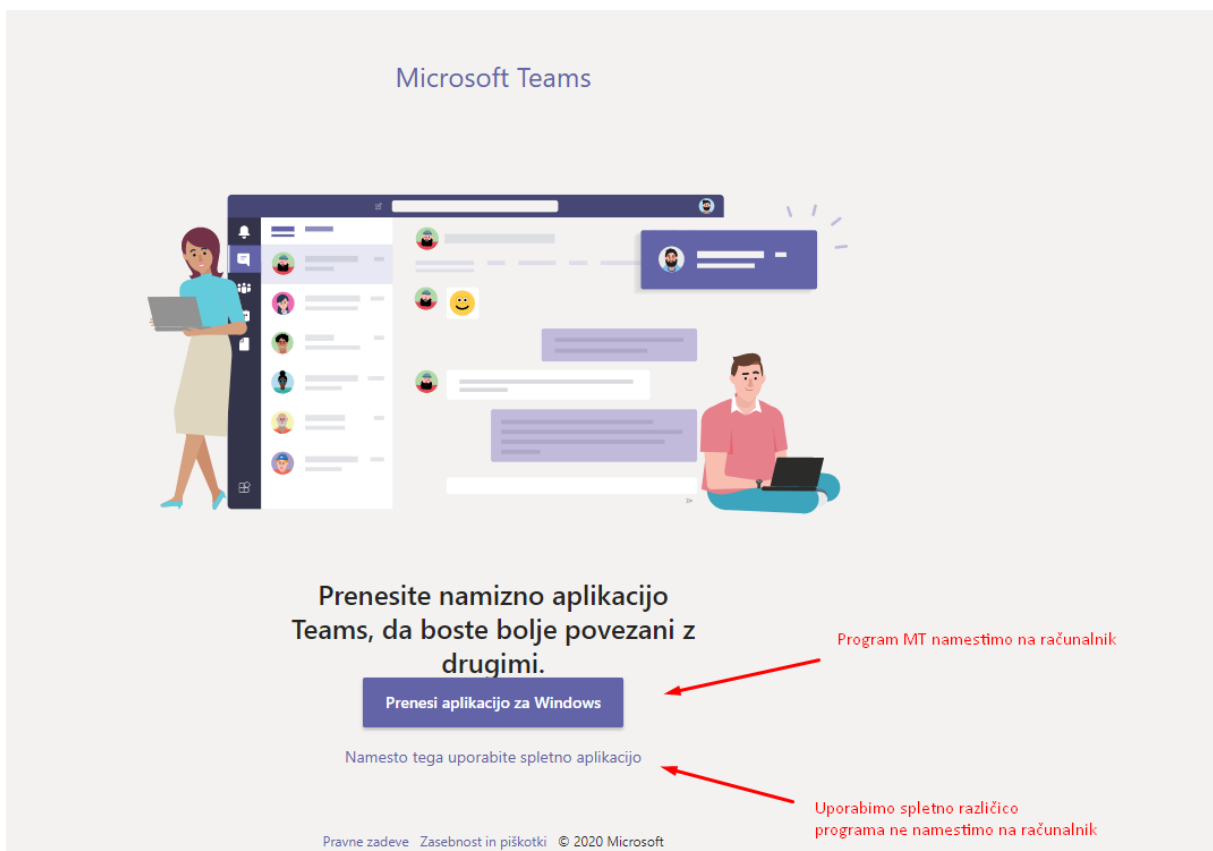 Microsoft Teams
Prenesite namizno aplikacijo
Teams, da boste bolje povezani z
drugimi.
Program MT namestimo na računalnik
Prenesi aplikacijo za Windows
Namesto tega uporabite spletno aplikacijo
Uporabimo spletno različico
programa ne namestimo na računalnik
Pravne zadeve Zasebnost in piškotki © 2020 Microsoft